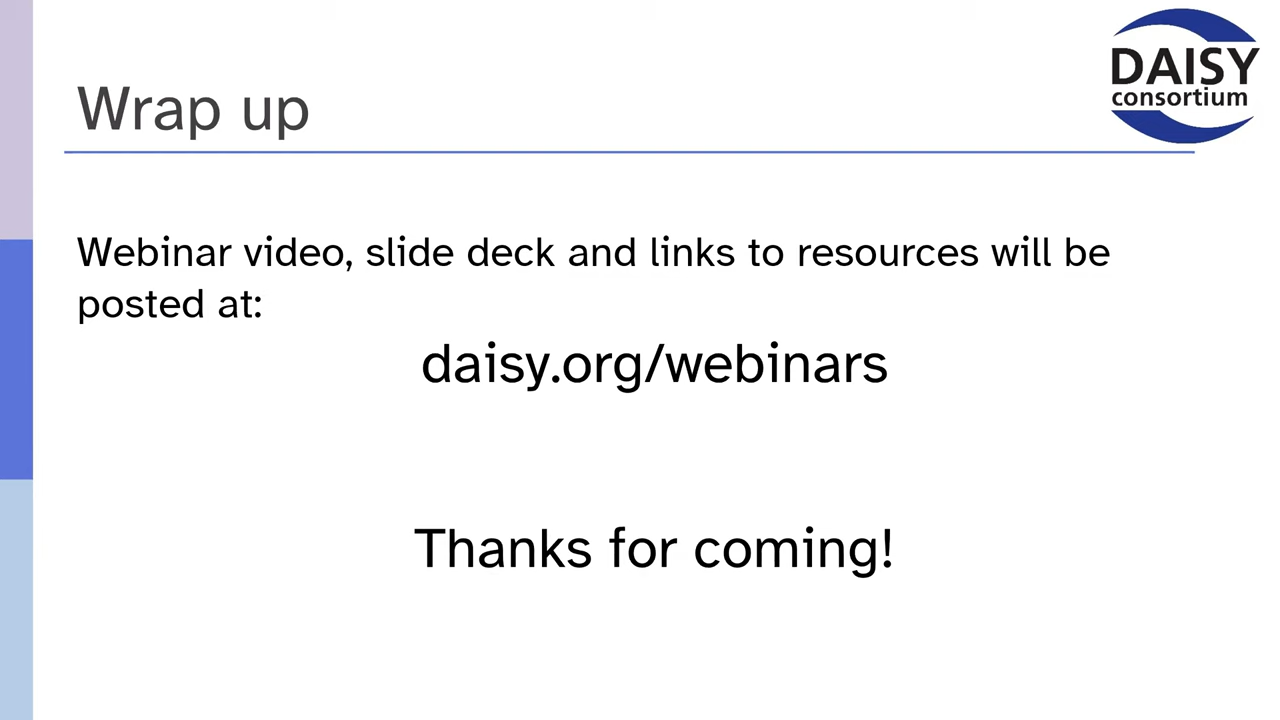 DAISY
consortium
Wrap up
Webinar video, slide deck and links to resources will be
posted at:
daisy.org/webinars
Thanks for coming!